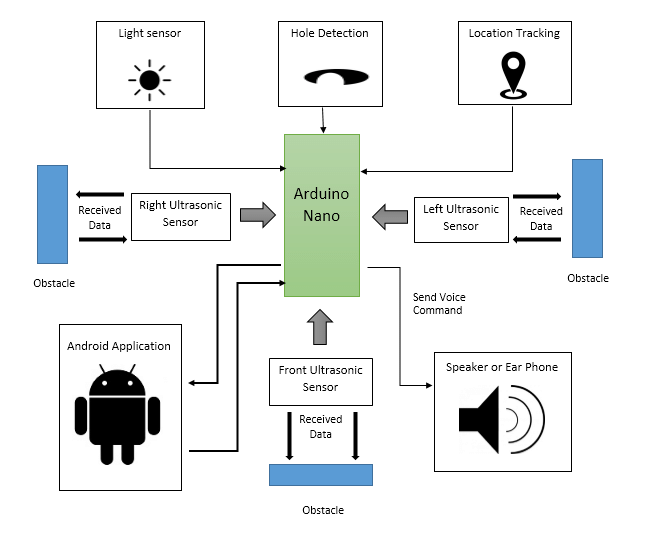 Light sensor
Hole Detection
Location Tracking
Arduino
Nano
Right Ultrasonic
Sensor
Received
Data
Obstacle
Left Ultrasonic
Sensor
Received
Data
Obstacle
Send Voice
Command
Android Application
Front Ultrasonic
Sensor
Received
Data
Obstacle
Speaker or Ear Phone